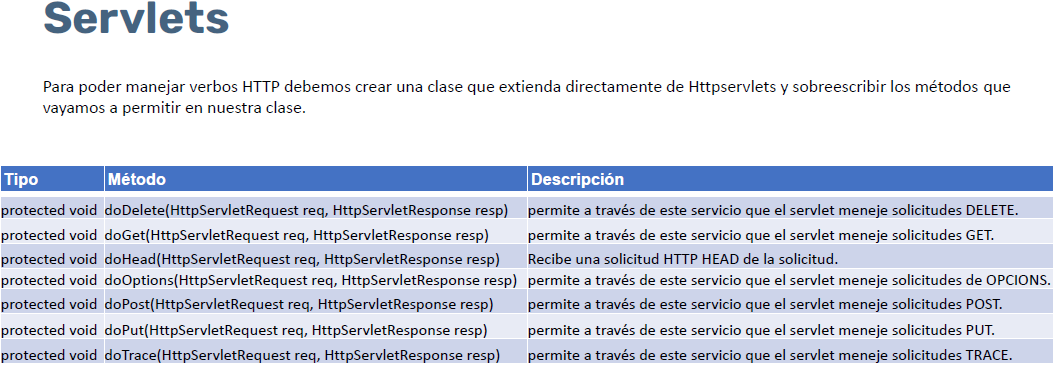 Servlets
Para poder manejar verbos HTTP debemos crear una clase que extienda directamente de Httpservlets y sobreescribir los métodos que
vayamos a permitir en nuestra clase.
Tipo Método Descripción
protected void doDelete(HttpServletRequest req, HttpServletResponse resp) permite a través de este servicio que el servlet meneje solicitudes DELETE.
protected void doGet(HttpServletRequest req, HttpServletResponse resp) permite a través de este servicio que el servlet meneje solicitudes GET.
protected void doHead(HttpServletRequest req, HttpServletResponse resp) Recibe una solicitud HTTP HEAD de la solicitud.
protected void doOptions(HttpServletRequest req, HttpServletResponse resp) permite a través de este servicio que el servlet meneje solicitudes de OPCIONS.
protected void doPost(HttpServletRequest req, HttpServletResponse resp) permite a través de este servicio que el servlet meneje solicitudes POST.
protected void doPut(HttpServletRequest req, HttpServletResponse resp) permite a través de este servicio que el servlet meneje solicitudes PUT.
protected void doTrace(HttpServletRequest req, HttpServletResponse resp) permite a través de este servicio que el servlet meneje solicitudes TRACE.